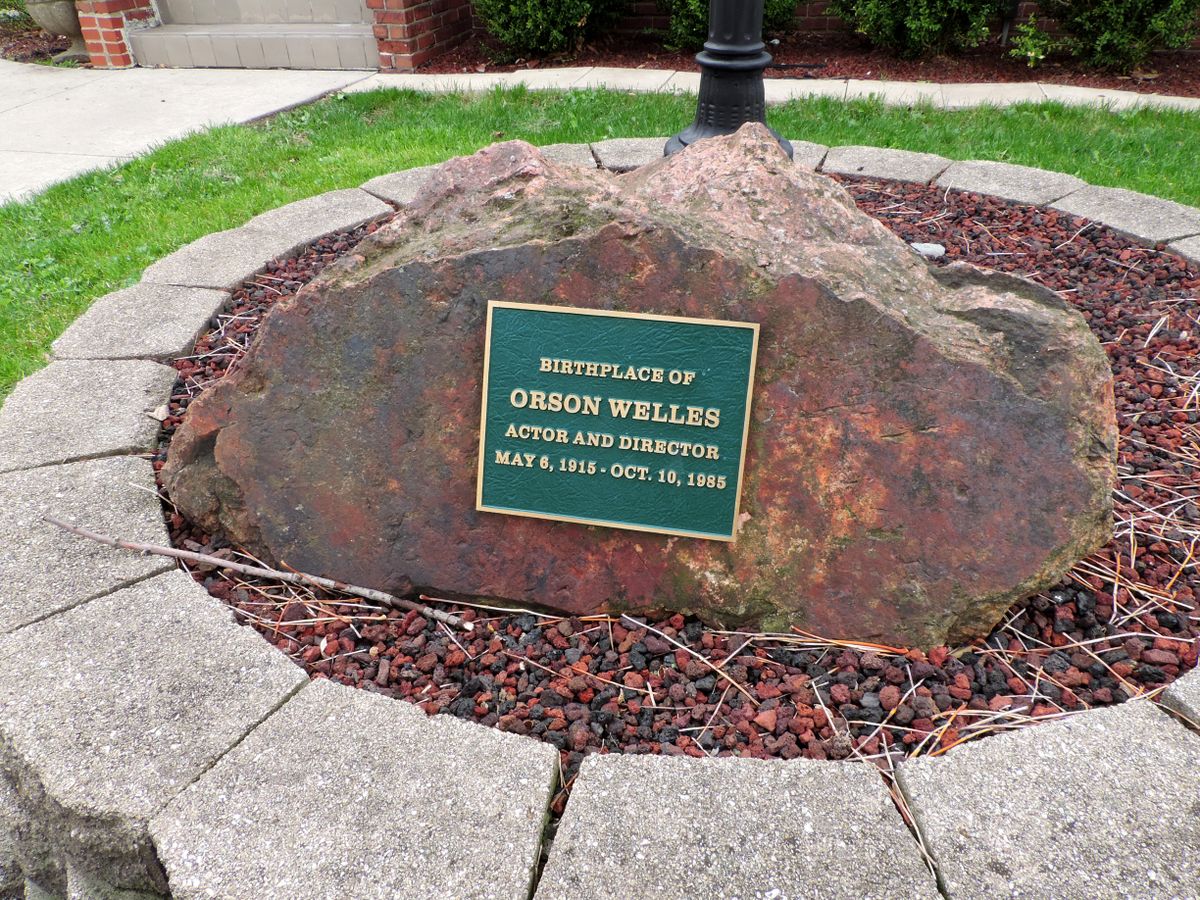 BIRTHPLACE OF
ORSON WELLES
ACTOR AND DIRECTOR
MAY 6, 1915 - OCT. 10, 1985